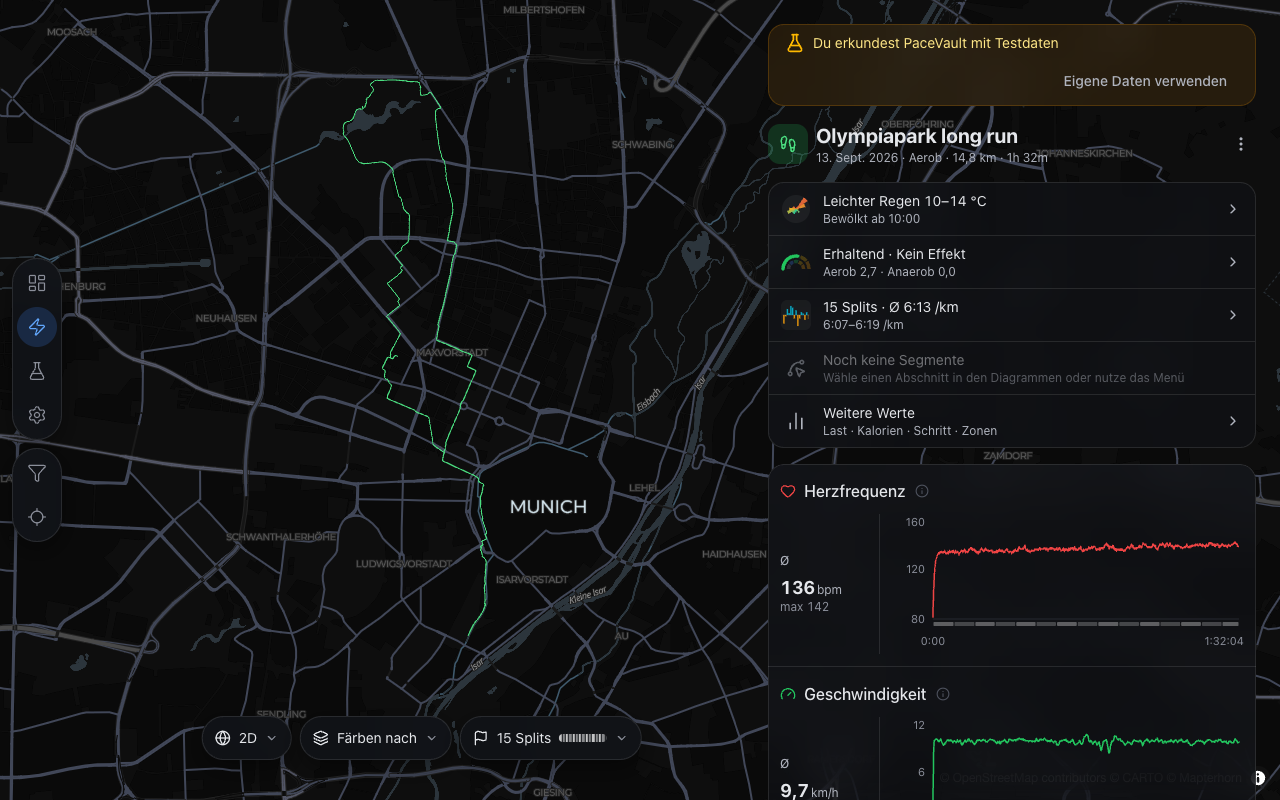 MILBERTSHOFEN
MOOSACH
SCHWABING
OBERFÖHRING
JOHANNESKIRCHEN
Isar
NEUHAUSEN
MAXVORSTADT
Eisbach
Isar
MUNICH
LEHEL
ZAMDORF
SCHWANTHALERHÖHE
LUDWIGSVORSTADT
ISARVORSTADT
HAIDHAUSEN
Kleine Isar
AU
Isar
SENDLING
GIESING
2D
Färben nach
15 Splits
Du erkundest PaceVault mit Testdaten
Eigene Daten verwenden
Olympiapark long run
13. Sept. 2026 · Aerob · 14,8 km · 1h 32m
Leichter Regen 10–14 °C
Bewölkt ab 10:00
Erhaltend · Kein Effekt
Aerob 2,7 · Anaerob 0,0
15 Splits · Ø 6:13 /km
6:07–6:19 /km
Noch keine Segmente
Wähle einen Abschnitt in den Diagrammen oder nutze das Menü
Weitere Werte
Last · Kalorien · Schritt · Zonen
Herzfrequenz
Ø
136 bpm
max 142
160
120
80
0:00
1:32:04
Geschwindigkeit
Ø
9,7 km/h
12
6
© OpenStreetMap contributors © CARTO © Mapterhorn